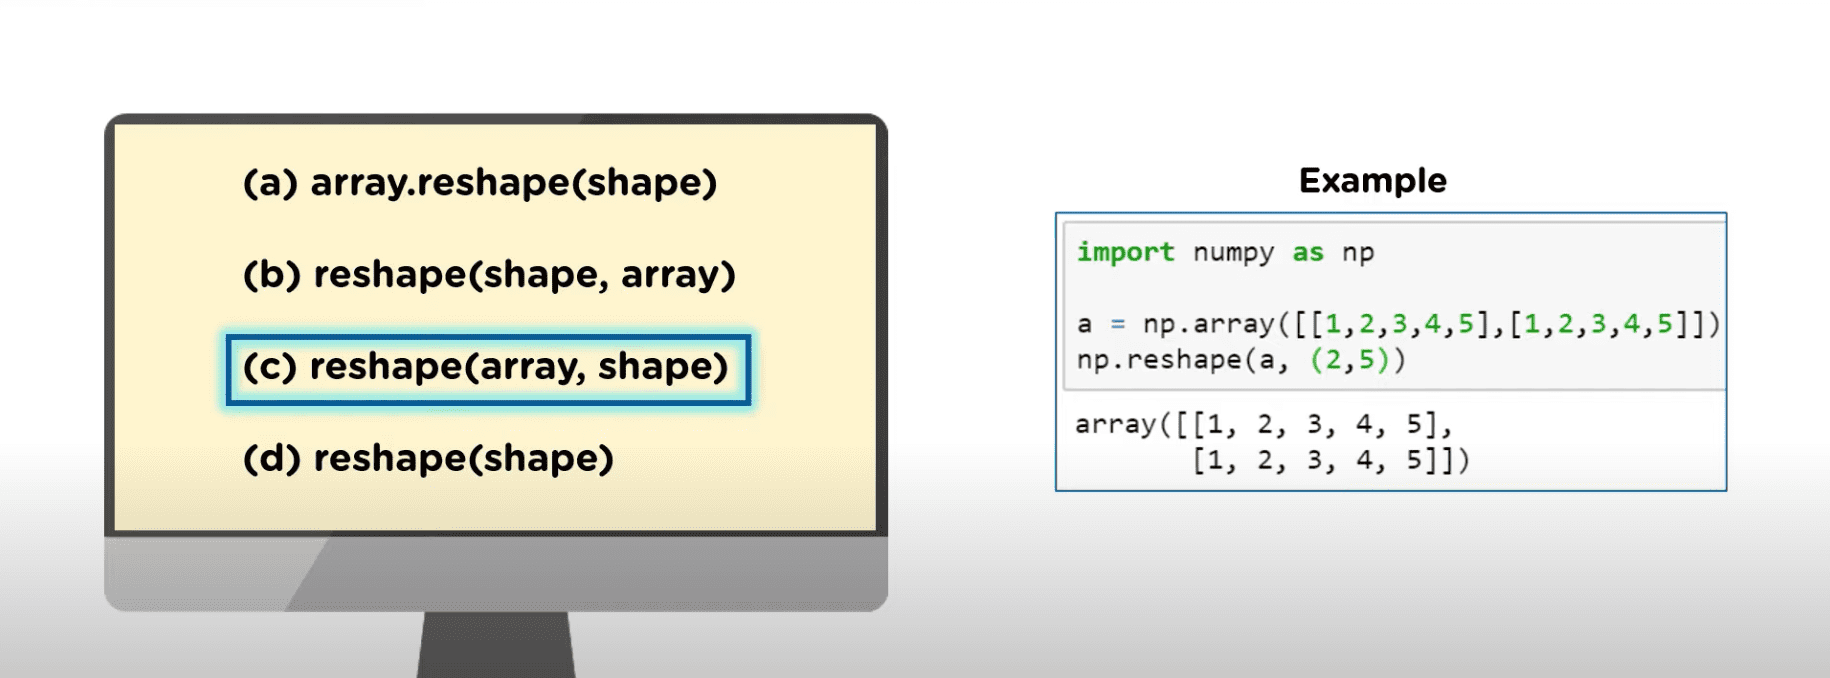 (a) array.reshape(shape)
(b) reshape(shape, array)
(c) reshape(array, shape)
(d) reshape(shape)
Example
import numpy as np
a = np.array([[1,2,3,4,5],[1,2,3,4,5]])
np.reshape(a, (2,5))
array([[1, 2, 3, 4, 5],
[1, 2, 3, 4, 5]])